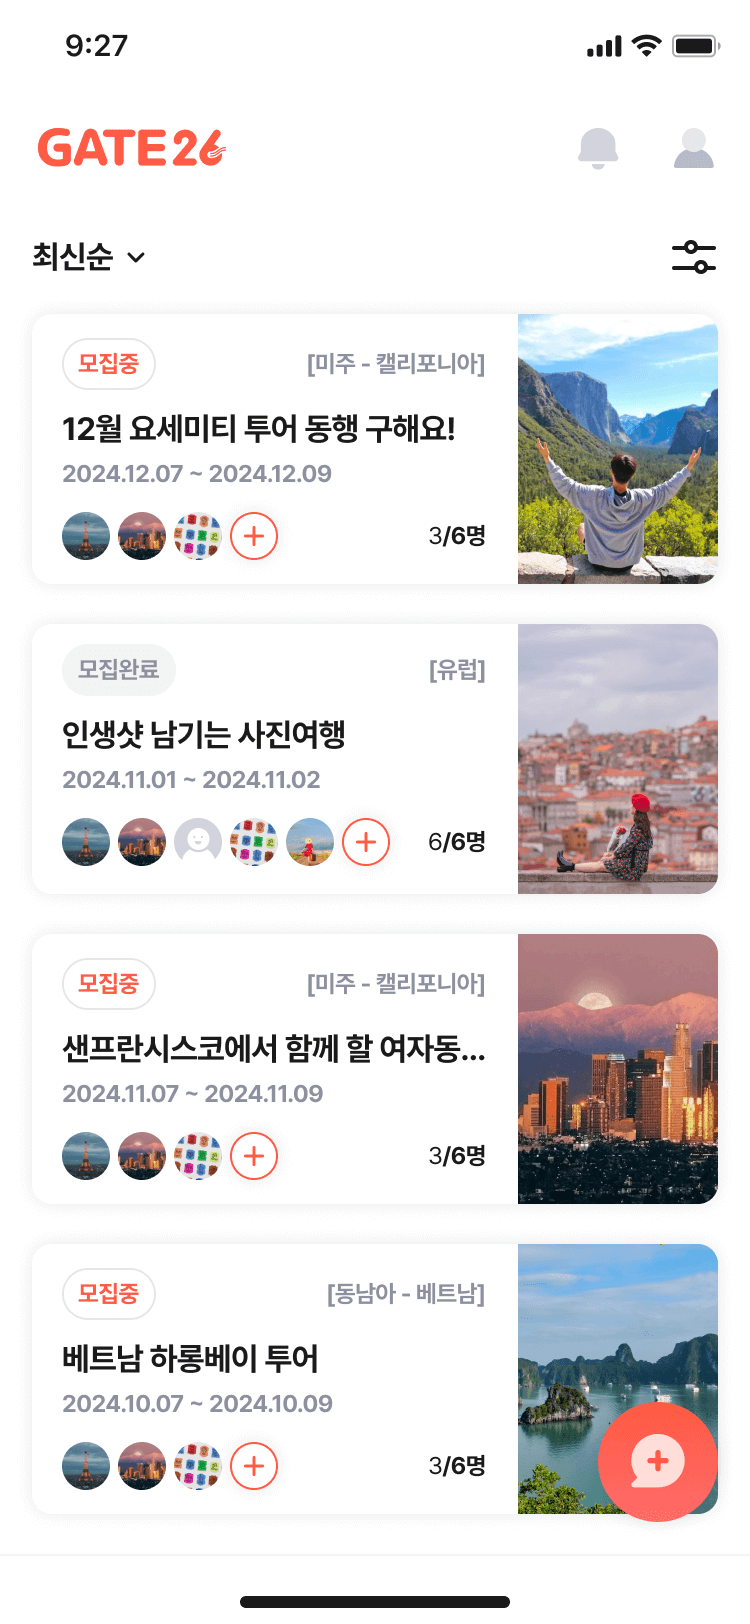 9:27
GATE 26
최신순
모집중 [미주 - 캘리포니아]
12월 요세미티 투어 동행 구해요!
2024.12.07 ~ 2024.12.09
3/6명
모집완료 [유럽]
인생샷 남기는 사진여행
2024.11.01 ~ 2024.11.02
6/6명
모집중 [미주 - 캘리포니아]
샌프란시스코에서 함께 할 여자동...
2024.11.07 ~ 2024.11.09
3/6명
모집중 [동남아 - 베트남]
베트남 하롱베이 투어
2024.10.07 ~ 2024.10.09
3/6명